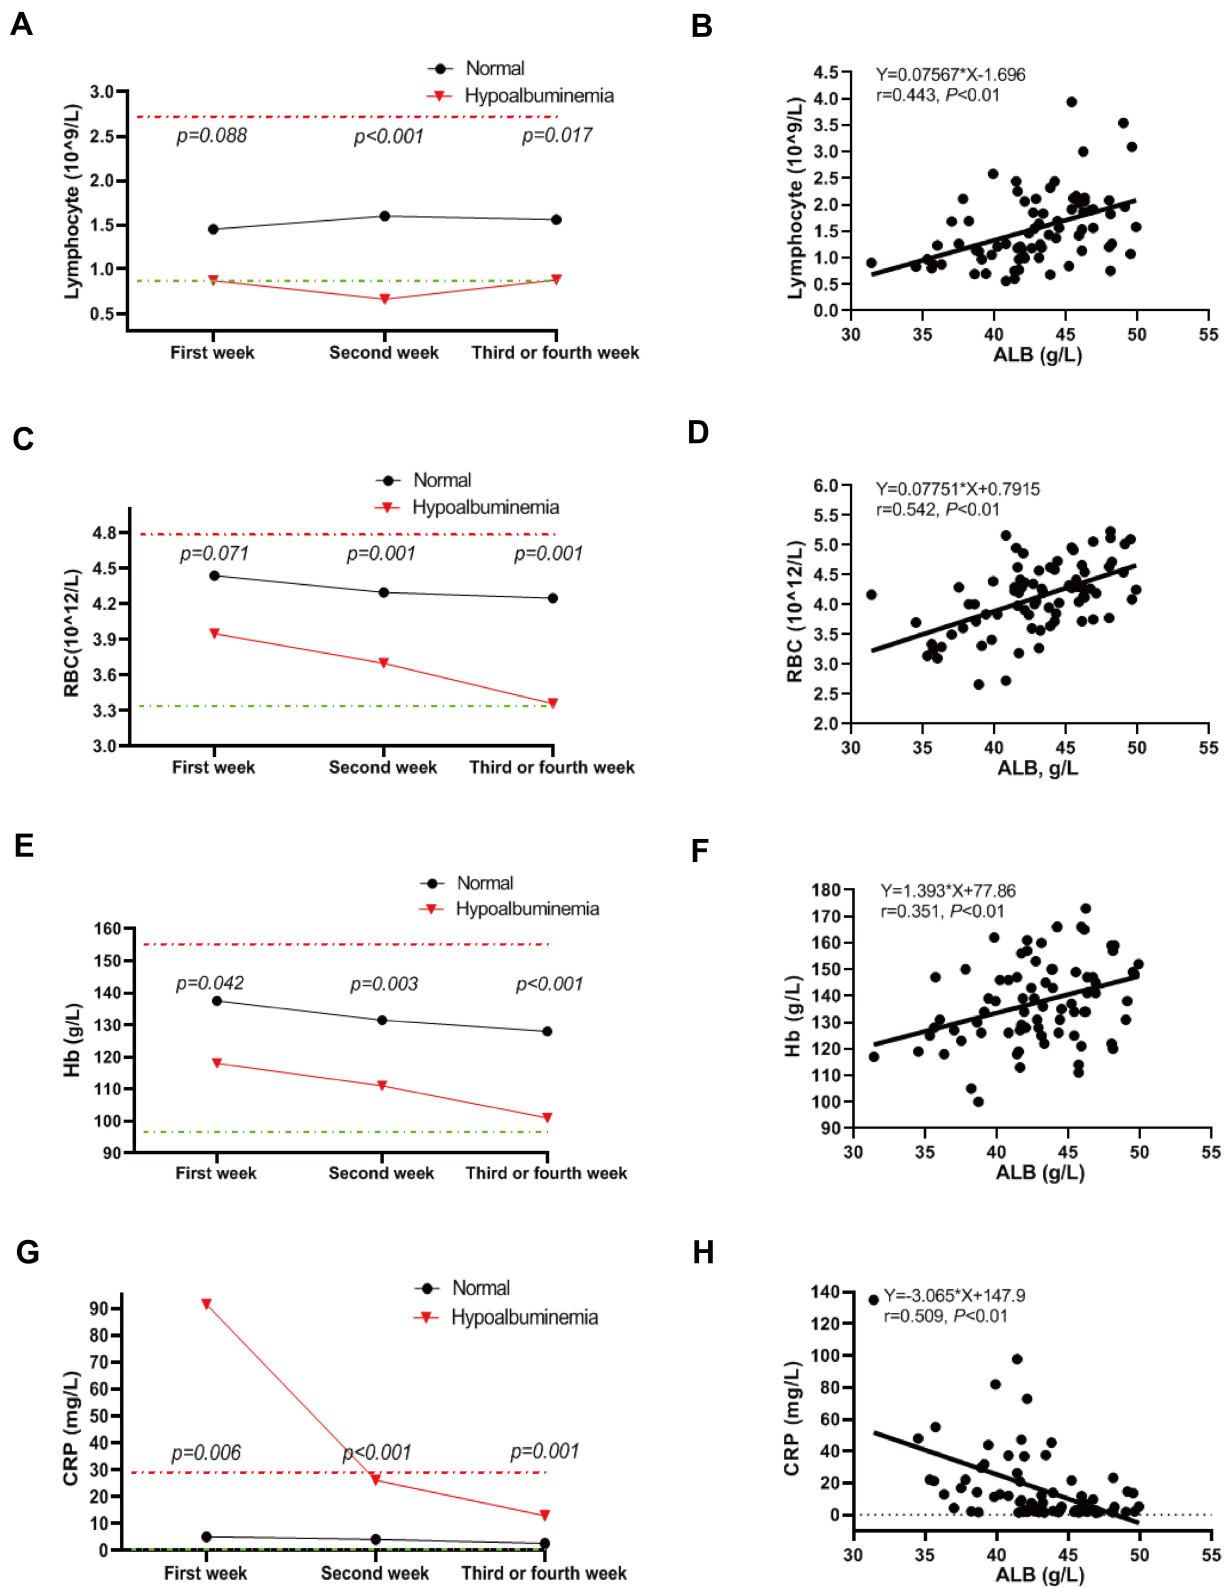 A
Normal
Hypoalbuminemia
Lymphocyte (10^9/L)
3.0
2.5
2.0
1.5
1.0
0.5
p=0.088
p<0.001
p=0.017
First week
Second week
Third or fourth week
B
Y=0.07567*X-1.696
r=0.443, P<0.01
Lymphocyte (10^9/L)
4.5
4.0
3.5
3.0
2.5
2.0
1.5
1.0
0.5
0.0
30
35
40
45
50
55
ALB (g/L)
C
Normal
Hypoalbuminemia
RBC(10^12/L)
4.8
4.5
4.2
3.9
3.6
3.3
3.0
p=0.071
p=0.001
p=0.001
First week
Second week
Third or fourth week
D
Y=0.07751*X+0.7915
r=0.542, P<0.01
RBC (10^12/L)
6.0
5.5
5.0
4.5
4.0
3.5
3.0
2.5
2.0
30
35
40
45
50
55
ALB, g/L
E
Normal
Hypoalbuminemia
Hb (g/L)
160
150
140
130
120
110
100
90
p=0.042
p=0.003
p<0.001
First week
Second week
Third or fourth week
F
Y=1.393*X+77.86
r=0.351, P<0.01
Hb (g/L)
180
170
160
150
140
130
120
110
100
90
30
35
40
45
50
55
ALB (g/L)
G
Normal
Hypoalbuminemia
CRP (mg/L)
90
80
70
60
50
40
30
20
10
0
p=0.006
p<0.001
p=0.001
First week
Second week
Third or fourth week
H
Y=-3.065*X+147.9
r=0.509, P<0.01
CRP (mg/L)
140
120
100
80
60
40
20
0
30
35
40
45
50
55
ALB (g/L)